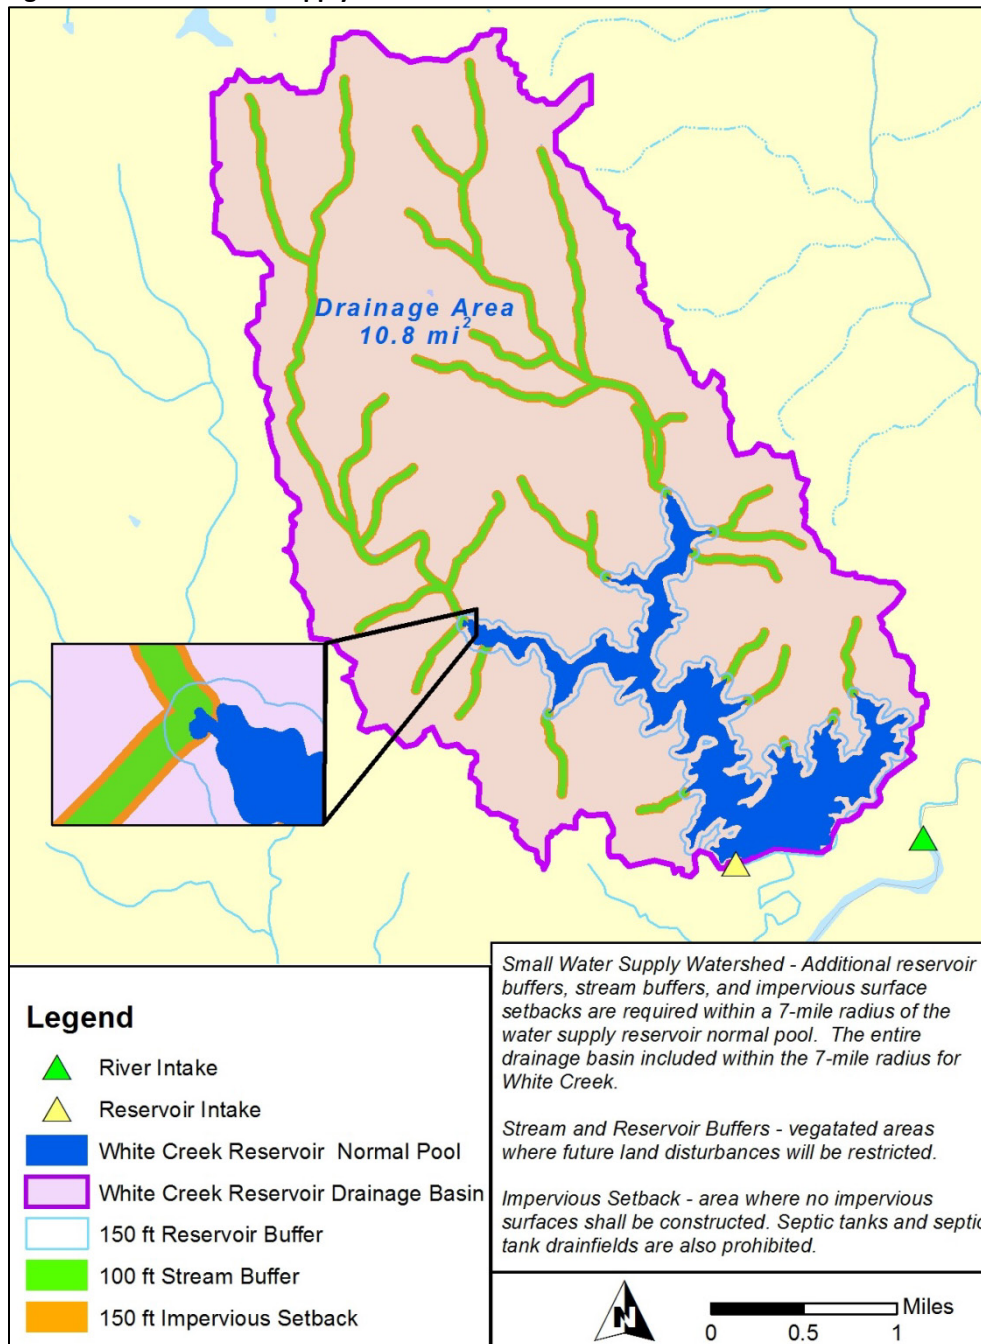 Drainage Area
10.8 mi2
Legend
River Intake
Reservoir Intake
White Creek Reservoir Normal Pool
White Creek Reservoir Drainage Basin
150 ft Reservoir Buffer
100 ft Stream Buffer
150 ft Impervious Setback
Small Water Supply Watershed - Additional reservoir
buffers, stream buffers, and impervious surface
setbacks are required within a 7-mile radius of the
water supply reservoir normal pool. The entire
drainage basin included within the 7-mile radius for
White Creek.
Stream and Reservoir Buffers - vegatated areas
where future land disturbances will be restricted.
Impervious Setback - area where no impervious
surfaces shall be constructed. Septic tanks and septic
tank drainfields are also prohibited.
N
Miles
0 0.5 1